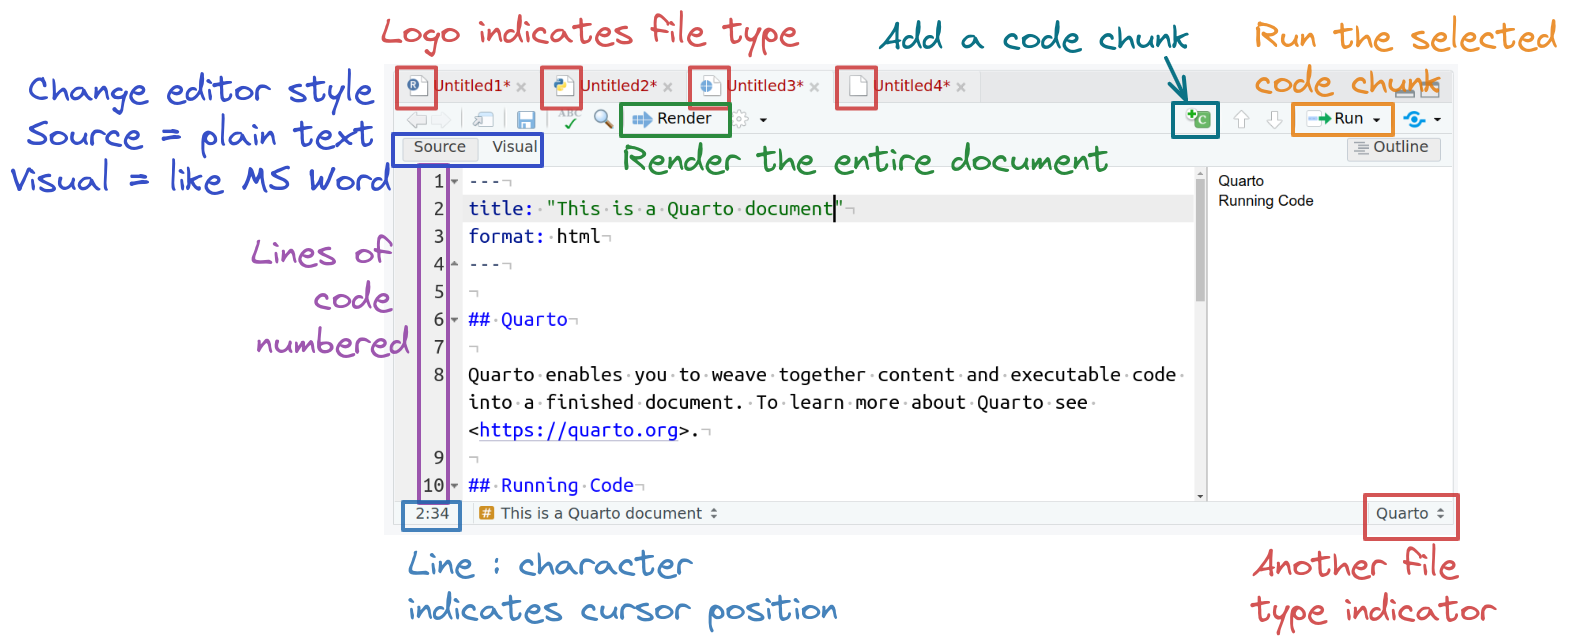 Logo indicates file type
Add a code chunk
Run the selected
code chunk
Change editor style
Source = plain text
Visual = like MS Word
R Untitled1* ×
Untitled2* ×
Untitled3* ×
Untitled4* ×
ABC
Render
+C
Run
Source Visual
Render the entire document
Outline
Lines of
code
numbered
1 ---
2 title: "This is a Quarto document"
3 format: html
4 ---
5
6 ## Quarto
7
8 Quarto enables you to weave together content and executable code
into a finished document. To learn more about Quarto see
<https://quarto.org>.
9
10 ## Running Code
Quarto
Running Code
2:34
# This is a Quarto document
Quarto
Line : character
indicates cursor position
Another file
type indicator